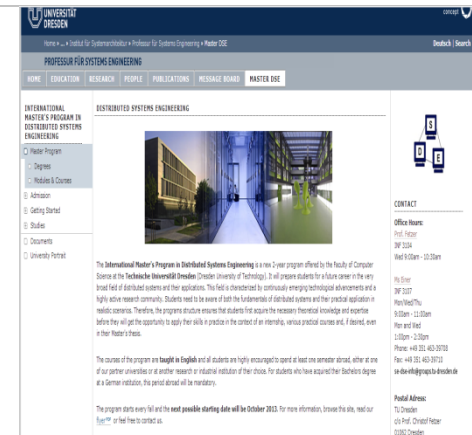 UNIVERSITÄT
DRESDEN
concept
Home » ... » Institut für Systemarchitektur » Professur für Systems Engineering » Master DSE
Deutsch | Search
PROFESSUR FÜR SYSTEMS ENGINEERING
HOME EDUCATION RESEARCH PEOPLE PUBLICATIONS MESSAGE BOARD MASTER DSE
INTERNATIONAL
MASTER'S PROGRAM IN
DISTRIBUTED SYSTEMS
ENGINEERING
Master Program
Degrees
Modules & Courses
Admission
Getting Started
Studies
Documents
University Portrait
DISTRIBUTED SYSTEMS ENGINEERING
The International Master's Program in Distributed Systems Engineering is a new 2-year program offered by the Faculty of Computer
Science at the Technische Universität Dresden (Dresden University of Technology). It will prepare students for a future career in the very
broad field of distributed systems and their applications. This field is characterized by continuously emerging technological advancements and a
highly active research community. Students need to be aware of both the fundamentals of distributed systems and their practical application in
realistic scenarios. Therefore, the programs structure ensures that students first acquire the necessary theoretical knowledge and expertise
before they will get the opportunity to apply their skills in practice in the context of an internship, various practical courses and, if desired, even
in their Master's thesis.
The courses of the program are taught in English and all students are highly encouraged to spend at least one semester abroad, either at one
of our partner universities or at another research or industrial institution of their choice. For students who have acquired their Bachelors degree
at a German institution, this period abroad will be mandatory.
The program starts every fall and the next possible starting date will be October 2013. For more information, browse this site, read our
flyer or feel free to contact us.
S
D E
CONTACT
Office Hours:
Prof. Fetzer
INF 3104
Wed 9:00am - 10:30am
INF 3107
Mon/Wed/Thu
9:00am - 11:00am
Mon and Wed
1:00pm - 2:30pm
Phone: +49 351 463-39709
Fax: +49 351 463-39710
se-dse-info@groups.tu-dresden.de
Postal Adress:
TU Dresden
c/o Prof. Christof Fetzer
01062 Dresden